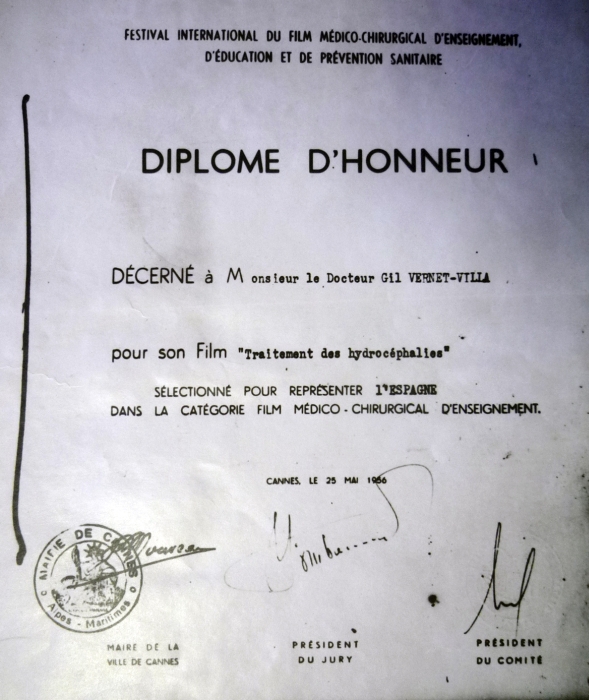 FESTIVAL INTERNATIONAL DU FILM MÉDICO-CHIRURGICAL D'ENSEIGNEMENT,
D'ÉDUCATION ET DE PRÉVENTION SANITAIRE
DIPLOME D'HONNEUR
DÉCERNÉ à Monsieur le Docteur Gil VERNET-VILLA
pour son Film "Traitement des hydrocéphalies"
SÉLECTIONNÉ POUR REPRÉSENTER l'ESPAGNE
DANS LA CATÉGORIE FILM MÉDICO-CHIRURGICAL D'ENSEIGNEMENT.
CANNES, LE 25 MAI 1956
MAIRIE DE CANNES
Alpes - Maritimes
MAIRE DE LA
VILLE DE CANNES
PRÉSIDENT
DU JURY
PRÉSIDENT
DU COMITÉ